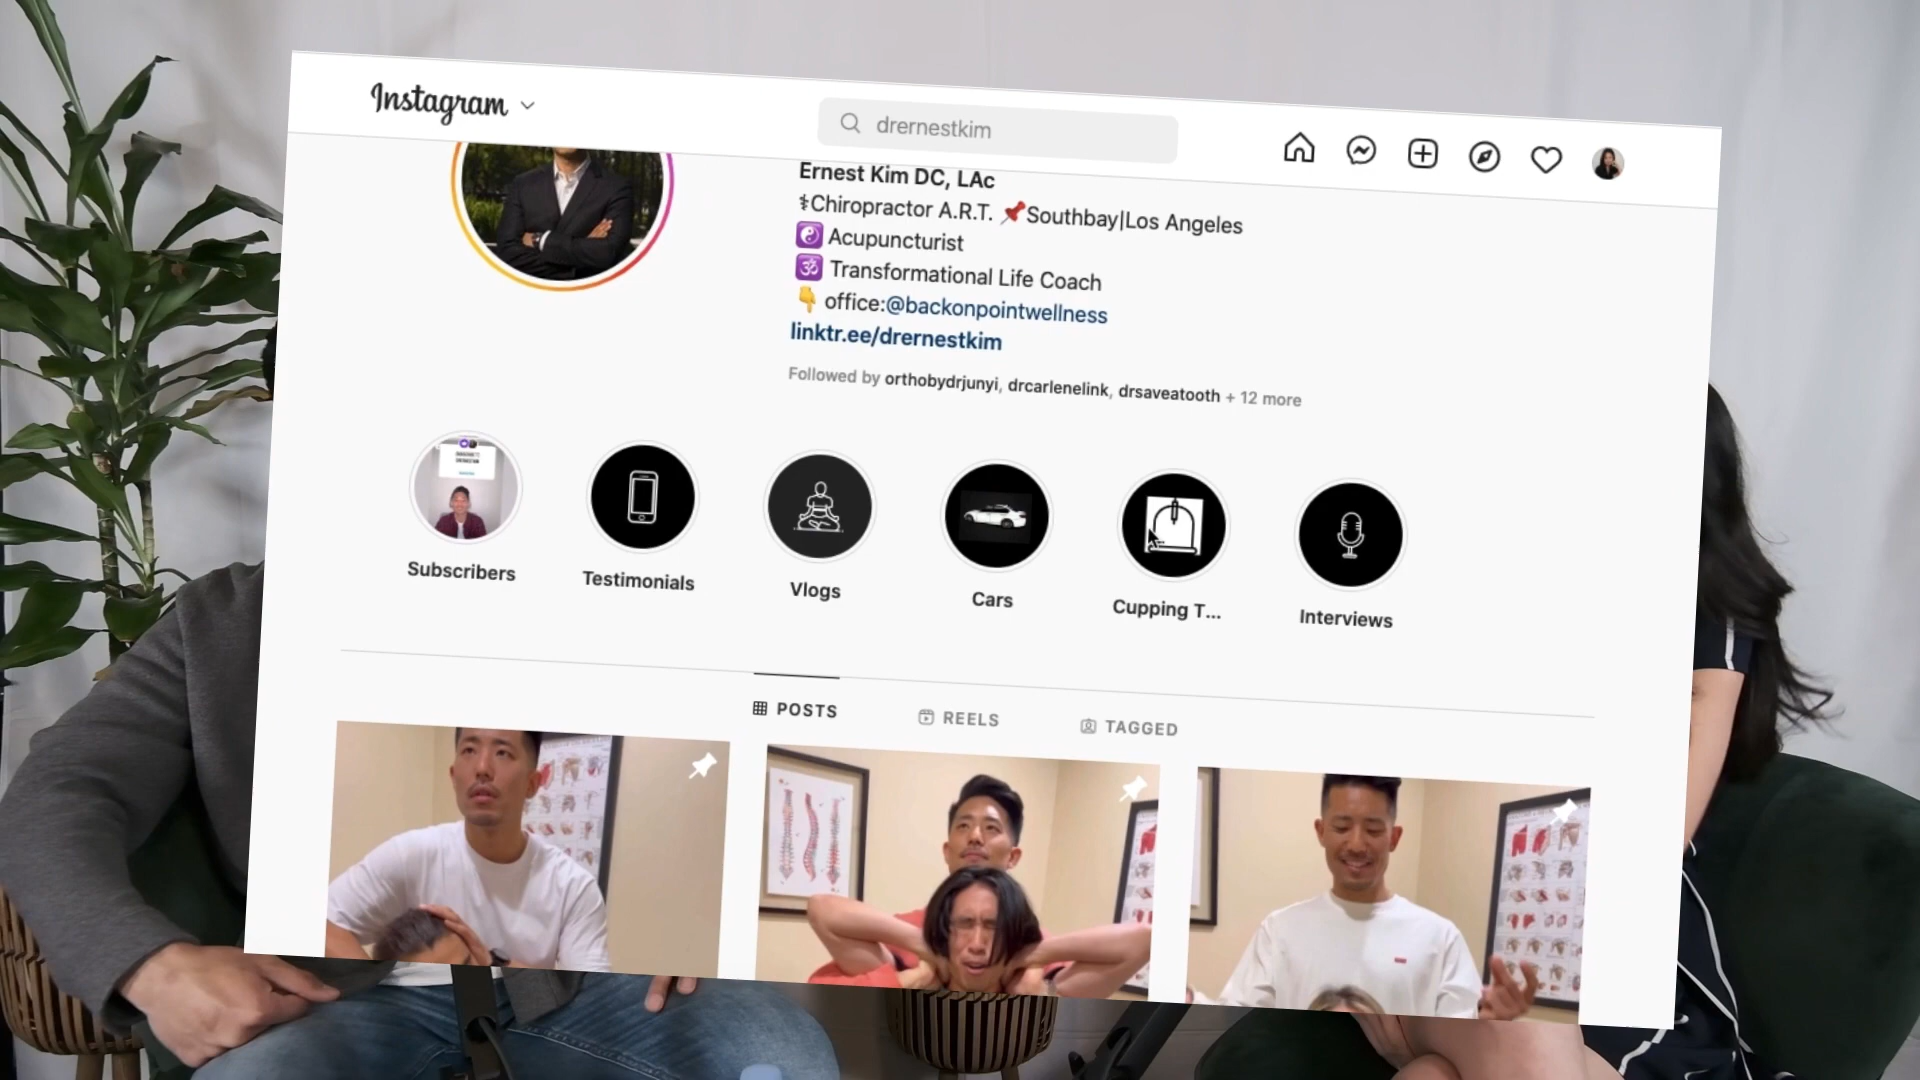 Instagram
drernestkim
Ernest Kim DC, LAc
⚕Chiropractor A.R.T. 📌Southbay|Los Angeles
☯️ Acupuncturist
🕉 Transformational Life Coach
👇 office:@backonpointwellness
linktr.ee/drernestkim
Followed by orthobydrjunyi, drcarlenelink, drsaveatooth + 12 more
Subscribers
Testimonials
Vlogs
Cars
Cupping T...
Interviews
POSTS
REELS
TAGGED